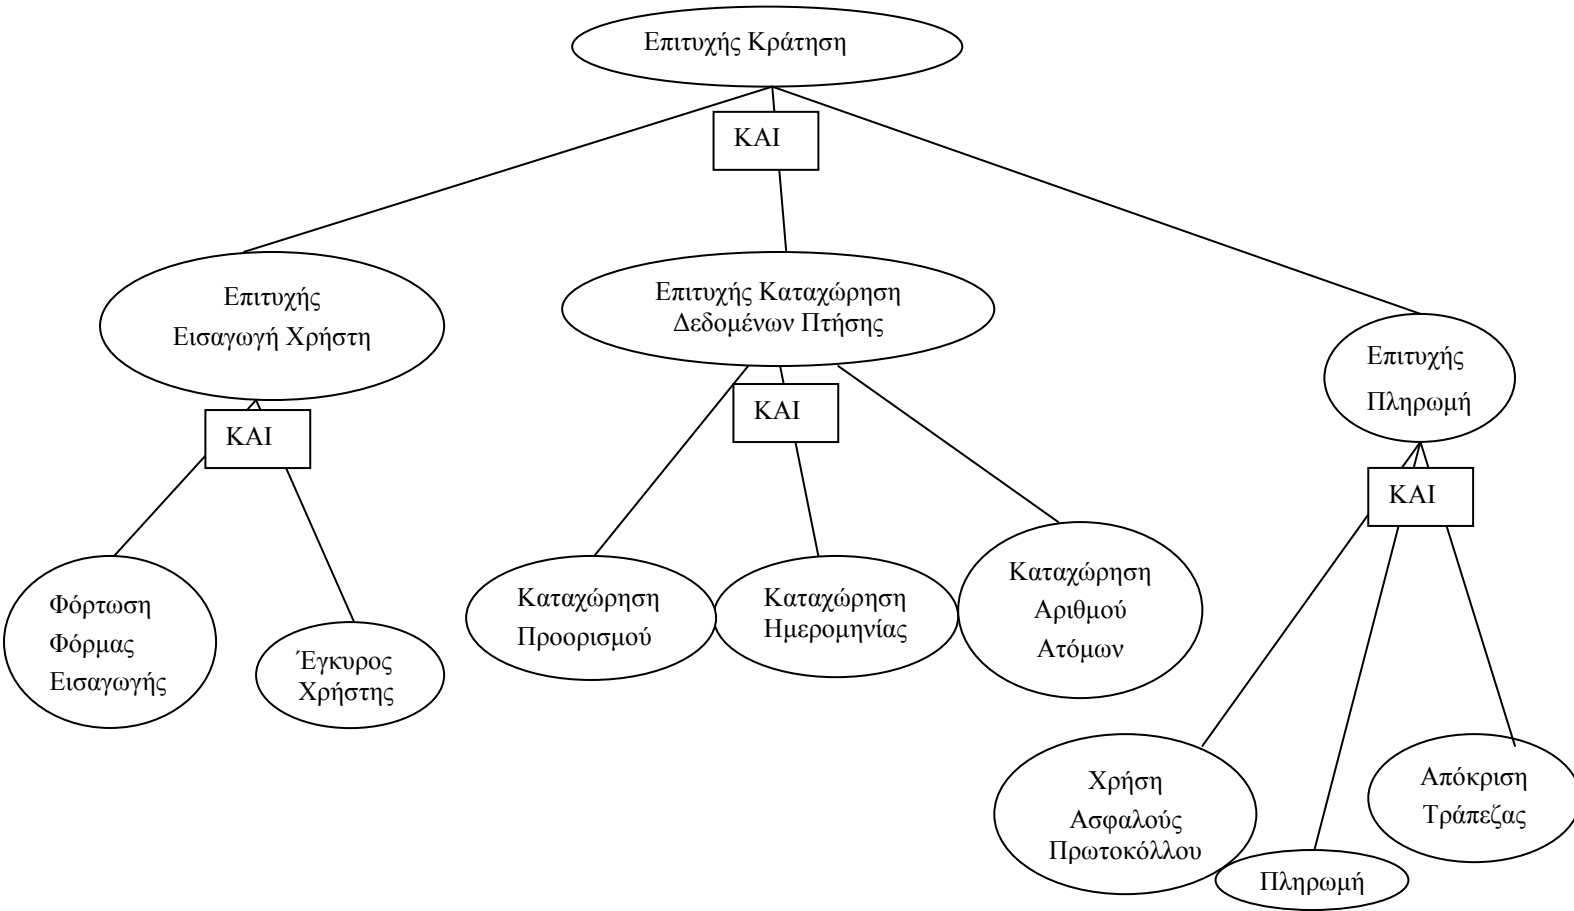 Επιτυχής Κράτηση
ΚΑΙ
Επιτυχής
Εισαγωγή Χρήστη
Επιτυχής Καταχώρηση
Δεδομένων Πτήσης
Επιτυχής
Πληρωμή
ΚΑΙ
ΚΑΙ
ΚΑΙ
Φόρτωση
Φόρμας
Εισαγωγής
Έγκυρος
Χρήστης
Καταχώρηση
Προορισμού
Καταχώρηση
Ημερομηνίας
Καταχώρηση
Αριθμού
Ατόμων
Χρήση
Ασφαλούς
Πρωτοκόλλου
Πληρωμή
Απόκριση
Τράπεζας